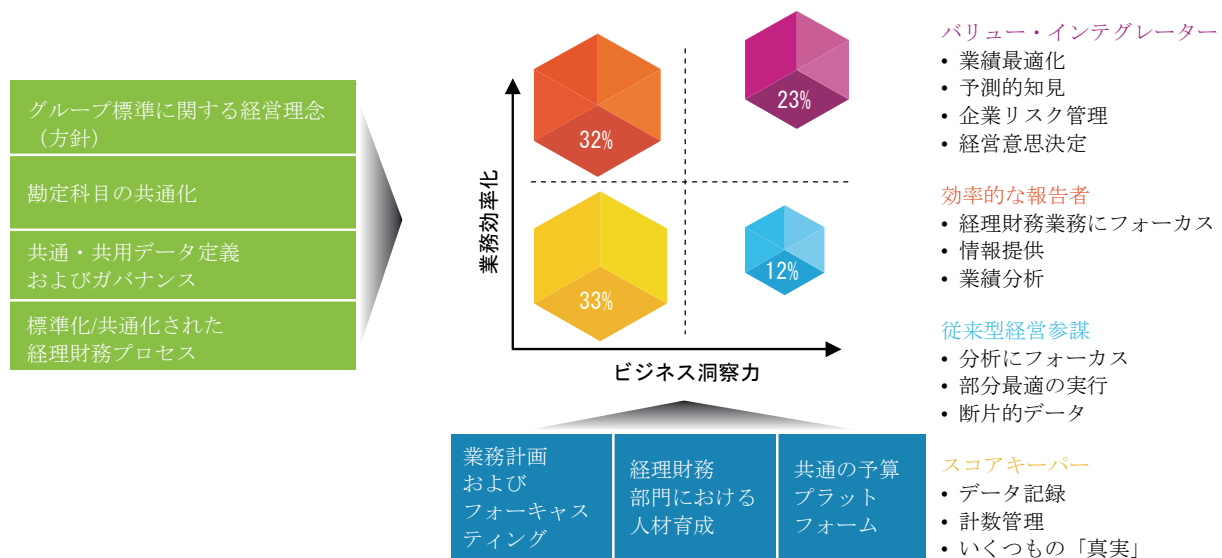 グループ標準に関する経営理念
（方針）
勘定科目の共通化
共通・共用データ定義
およびガバナンス
標準化/共通化された
経理財務プロセス
業務効率化
32%
23%
33%
12%
ビジネス洞察力
業務計画
および
フォーキャス
ティング
経理財務
部門における
人材育成
共通の予算
プラット
フォーム
バリュー・インテグレーター
• 業績最適化
• 予測的知見
• 企業リスク管理
• 経営意思決定
効率的な報告者
• 経理財務業務にフォーカス
• 情報提供
• 業績分析
従来型経営参謀
• 分析にフォーカス
• 部分最適の実行
• 断片的データ
スコアキーパー
• データ記録
• 計数管理
• いくつもの「真実」